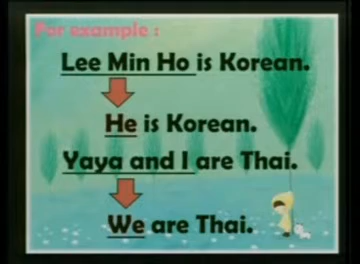 For example :
Lee Min Ho is Korean.
He is Korean.
Yaya and I are Thai.
We are Thai.